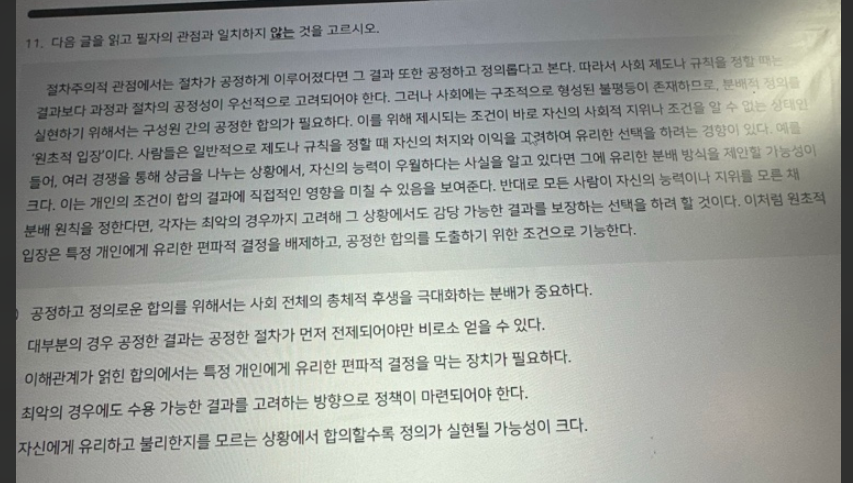 11. 다음 글을 읽고 필자의 관점과 일치하지 않는 것을 고르시오.
절차주의적 관점에서는 절차가 공정하게 이루어졌다면 그 결과 또한 공정하고 정의롭다고 본다. 따라서 사회 제도나 규칙을 정할 때는
결과보다 과정과 절차의 공정성이 우선적으로 고려되어야 한다. 그러나 사회에는 구조적으로 형성된 불평등이 존재하므로, 분배적 정의를
실현하기 위해서는 구성원 간의 공정한 합의가 필요하다. 이를 위해 제시되는 조건이 바로 자신의 사회적 지위나 조건을 알 수 없는 상태인
'원초적 입장'이다. 사람들은 일반적으로 제도나 규칙을 정할 때 자신의 처지와 이익을 고려하여 유리한 선택을 하려는 경향이 있다. 예를
들어, 여러 경쟁을 통해 상금을 나누는 상황에서, 자신의 능력이 우월하다는 사실을 알고 있다면 그에 유리한 분배 방식을 제안할 가능성이
크다. 이는 개인의 조건이 합의 결과에 직접적인 영향을 미칠 수 있음을 보여준다. 반대로 모든 사람이 자신의 능력이나 지위를 모른 채
분배 원칙을 정한다면, 각자는 최악의 경우까지 고려해 그 상황에서도 감당 가능한 결과를 보장하는 선택을 하려 할 것이다. 이처럼 원초적
입장은 특정 개인에게 유리한 편파적 결정을 배제하고, 공정한 합의를 도출하기 위한 조건으로 기능한다.
공정하고 정의로운 합의를 위해서는 사회 전체의 총체적 후생을 극대화하는 분배가 중요하다.
대부분의 경우 공정한 결과는 공정한 절차가 먼저 전제되어야만 비로소 얻을 수 있다.
이해관계가 얽힌 합의에서는 특정 개인에게 유리한 편파적 결정을 막는 장치가 필요하다.
최악의 경우에도 수용 가능한 결과를 고려하는 방향으로 정책이 마련되어야 한다.
자신에게 유리하고 불리한지를 모르는 상황에서 합의할수록 정의가 실현될 가능성이 크다.